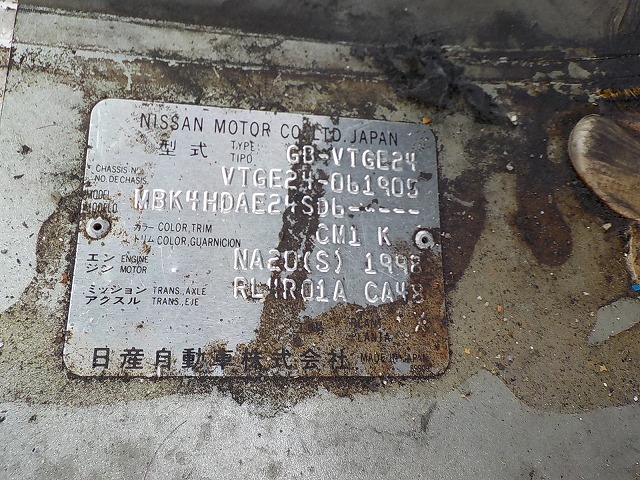 NISSAN MOTOR CO., LTD. JAPAN
型式 TYPE TIPO GB-VTGE24
CHASSIS Nº NO. DE CHASIS VTGE24-061905
MODEL MODELO MBK4HDAE24SD6-----
カラー COLOR, TRIM
トリム COLOR, GUARNICION CM1 K
エンジン ENGINE MOTOR NA20(S) 1998
ミッション TRANS., AXLE
アクスル TRANS., EJE RL4R01A CA48
PLANTA
日産自動車株式会社 MADE IN JAPAN